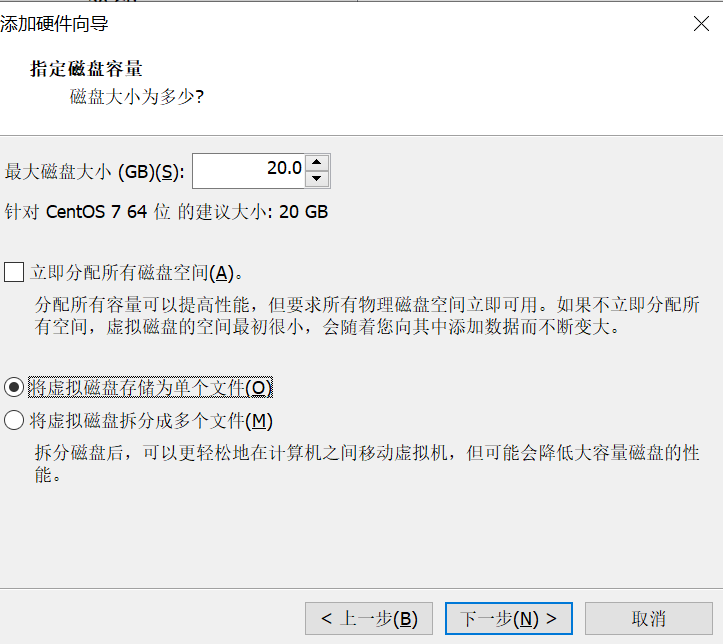 添加硬件向导
指定磁盘容量
磁盘大小为多少?
最大磁盘大小 (GB)(S): 20.0
针对 CentOS 7 64 位 的建议大小: 20 GB
立即分配所有磁盘空间(A)。
分配所有容量可以提高性能，但要求所有物理磁盘空间立即可用。如果不立即分配所
有空间，虚拟磁盘的空间最初很小，会随着您向其中添加数据而不断变大。
将虚拟磁盘存储为单个文件(O)
将虚拟磁盘拆分成多个文件(M)
拆分磁盘后，可以更轻松地在计算机之间移动虚拟机，但可能会降低大容量磁盘的性
能。
< 上一步(B) 下一步(N) > 取消